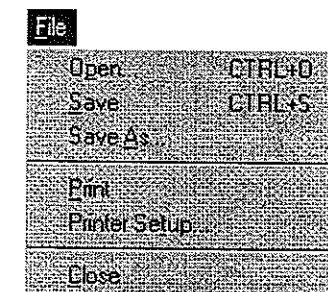 File
Open... CTRL+O
Save CTRL+S
Save As...
Print
Printer Setup...
Close